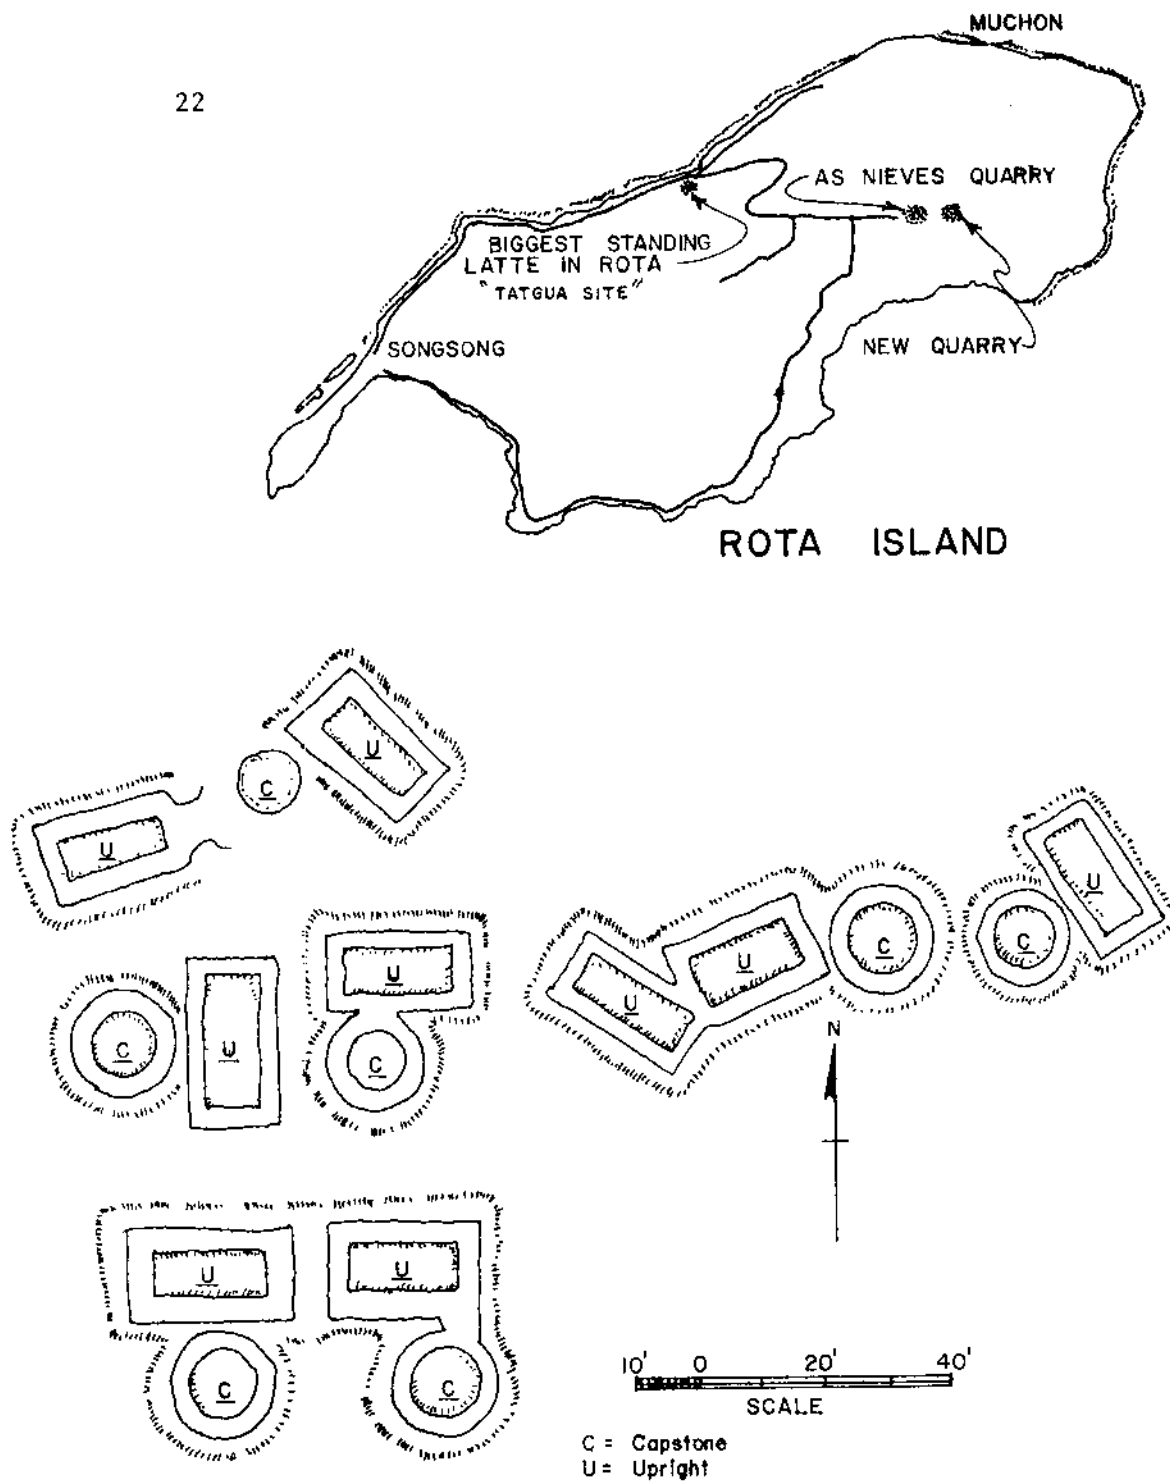 22
MUCHON
AS NIEVES QUARRY
BIGGEST STANDING
LATTE IN ROTA
"TATGUA SITE"
NEW QUARRY
SONGSONG
ROTA ISLAND
U
C
U
U
U
C
C
U
U
C
U
U
C
C
N
U
U
C
C
10' 0 20' 40'
SCALE
C = Capstone
U = Upright